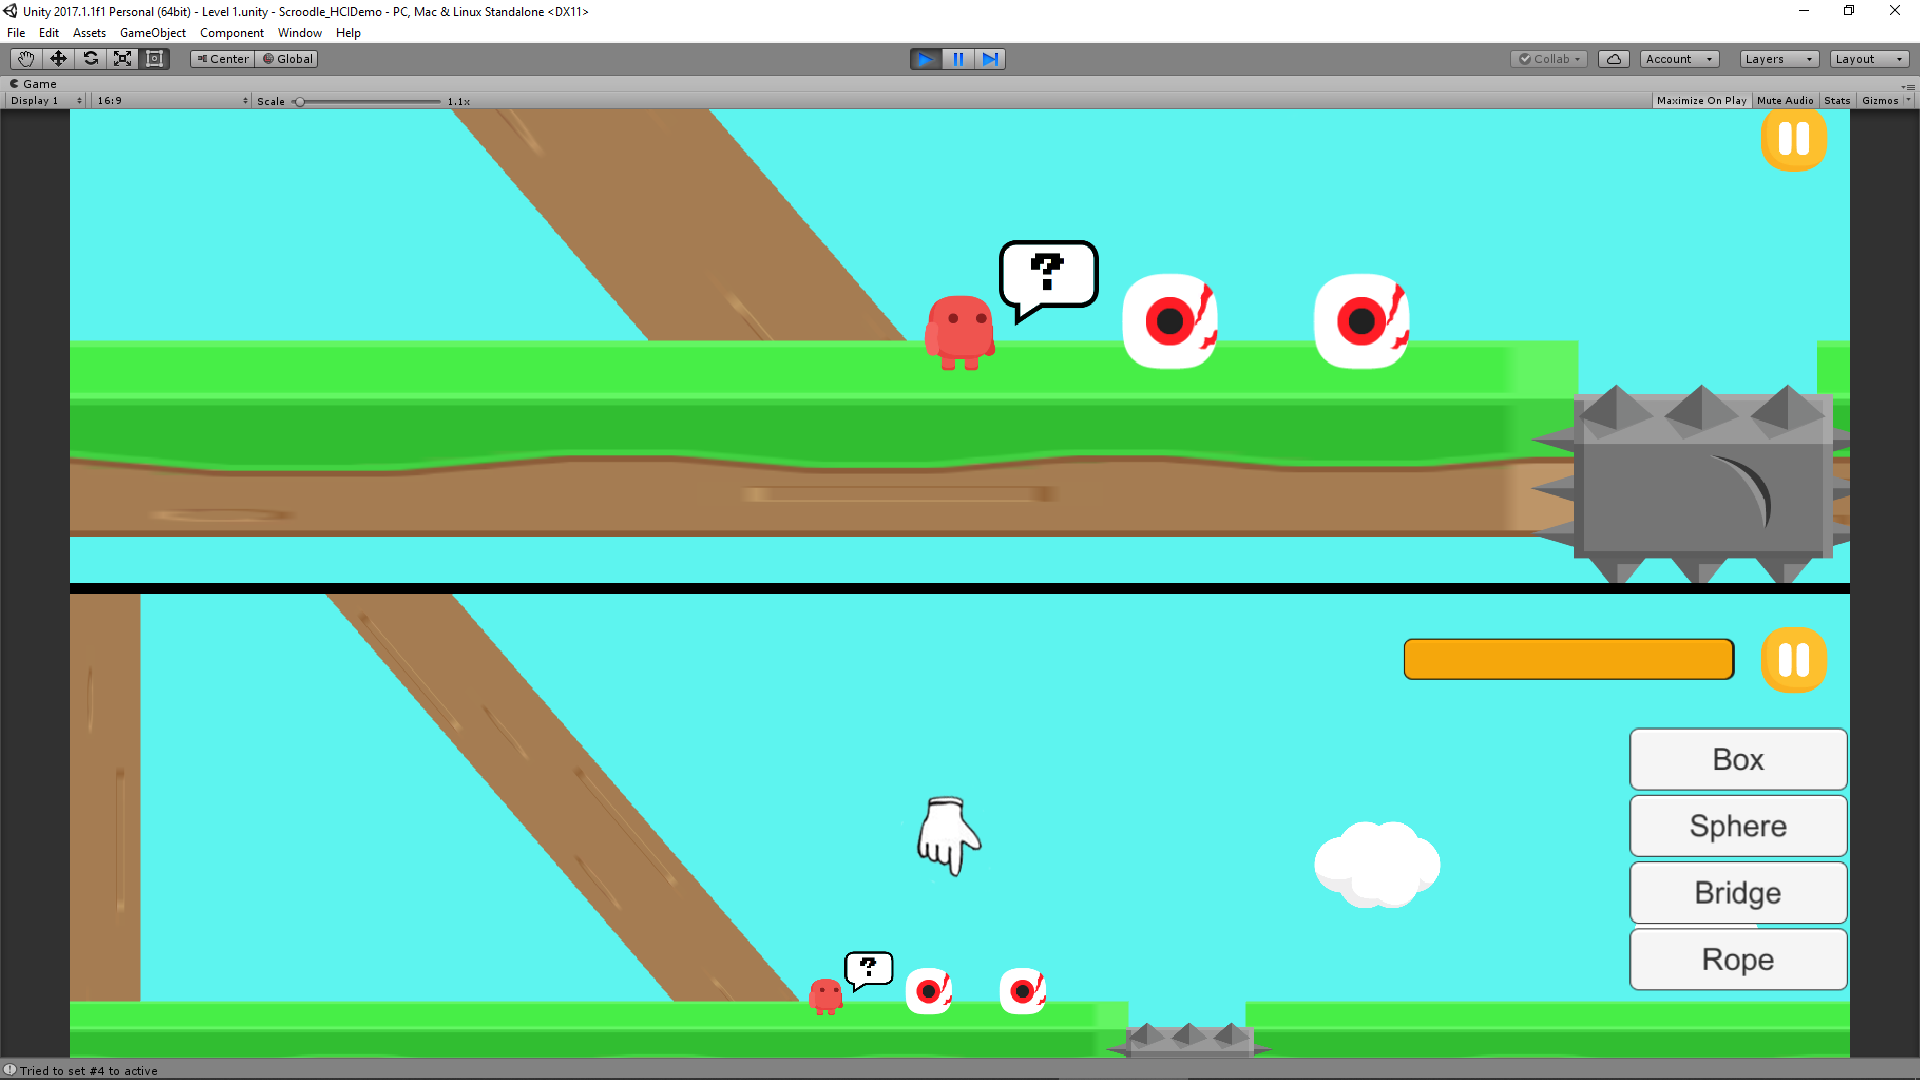 Unity 2017.1.1f1 Personal (64bit) - Level 1.unity - Scroodle_HCIDemo - PC, Mac & Linux Standalone <DX11>
File Edit Assets GameObject Component Window Help
Center Global Collab Account Layers Layout
Game
Display 1 16:9 Scale 1.1x Maximize On Play Mute Audio Stats Gizmos
?
Box
Sphere
Bridge
?
Rope
Tried to set #4 to active